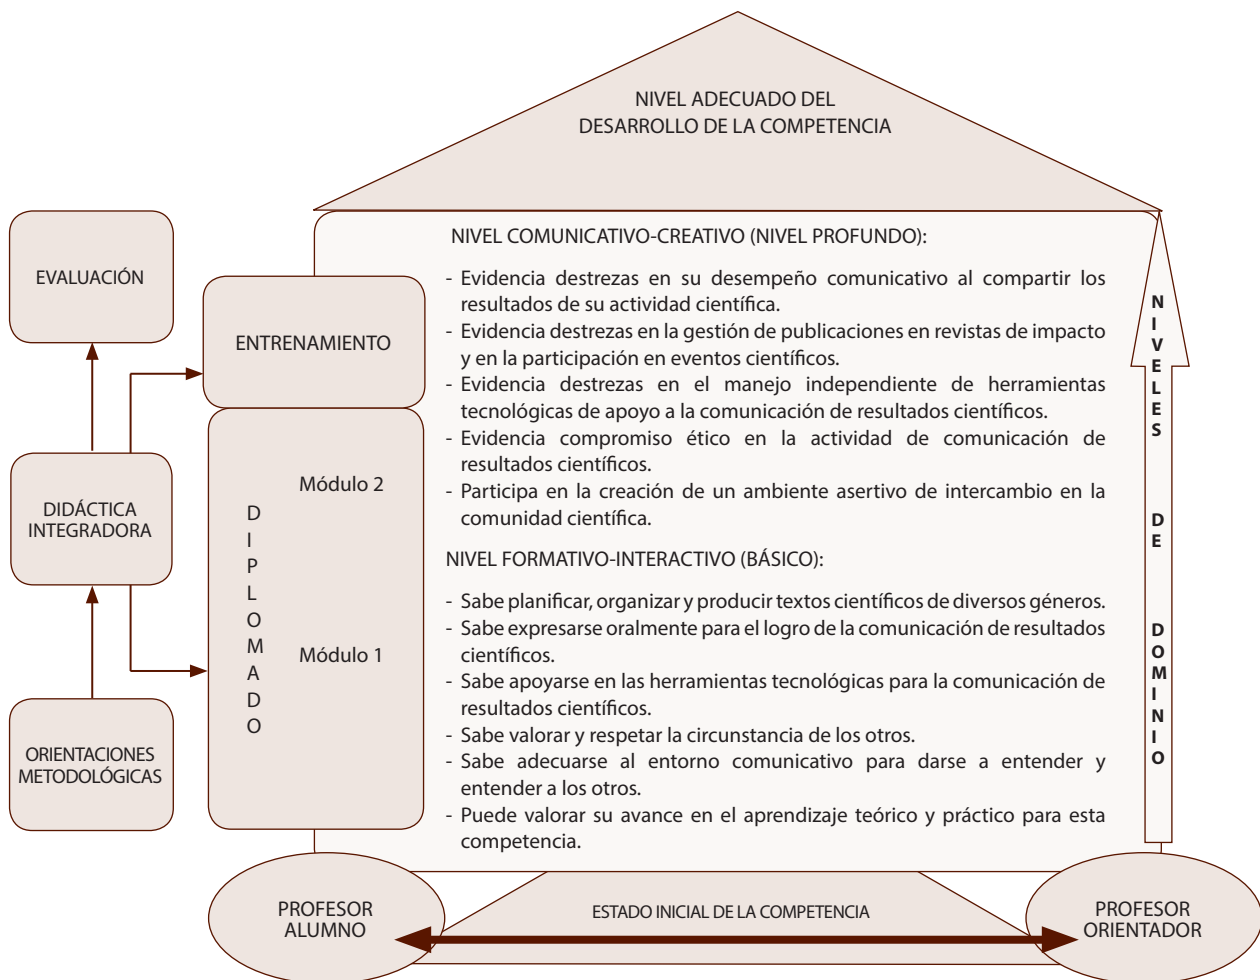 NIVEL ADECUADO DEL
DESARROLLO DE LA COMPETENCIA
EVALUACIÓN
DIDÁCTICA
INTEGRADORA
ORIENTACIONES
METODOLÓGICAS
ENTRENAMIENTO
DIPLOMADO
Módulo 2
Módulo 1
NIVEL COMUNICATIVO-CREATIVO (NIVEL PROFUNDO):
- Evidencia destrezas en su desempeño comunicativo al compartir los
resultados de su actividad científica.
- Evidencia destrezas en la gestión de publicaciones en revistas de impacto
y en la participación en eventos científicos.
- Evidencia destrezas en el manejo independiente de herramientas
tecnológicas de apoyo a la comunicación de resultados científicos.
- Evidencia compromiso ético en la actividad de comunicación de
resultados científicos.
- Participa en la creación de un ambiente asertivo de intercambio en la
comunidad científica.
NIVEL FORMATIVO-INTERACTIVO (BÁSICO):
- Sabe planificar, organizar y producir textos científicos de diversos géneros.
- Sabe expresarse oralmente para el logro de la comunicación de resultados
científicos.
- Sabe apoyarse en las herramientas tecnológicas para la comunicación de
resultados científicos.
- Sabe valorar y respetar la circunstancia de los otros.
- Sabe adecuarse al entorno comunicativo para darse a entender y
entender a los otros.
- Puede valorar su avance en el aprendizaje teórico y práctico para esta
competencia.
NIVELES DE DOMINIO
PROFESOR
ALUMNO
ESTADO INICIAL DE LA COMPETENCIA
PROFESOR
ORIENTADOR